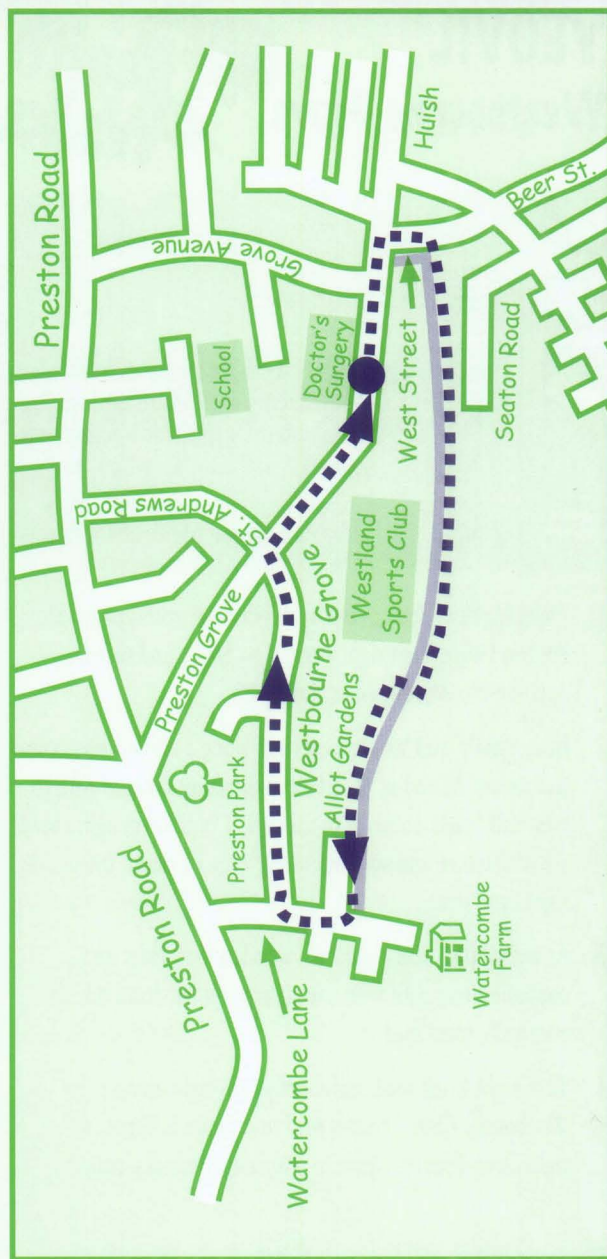 Preston Road
Preston Road
Huish
Beer St.
Grove Avenue
School
Doctor's
Surgery
West Street
Seaton Road
St. Andrews Road
Preston Grove
Westland
Sports Club
Westbourne Grove
Allot Gardens
Preston Park
Watercombe Lane
Watercombe
Farm